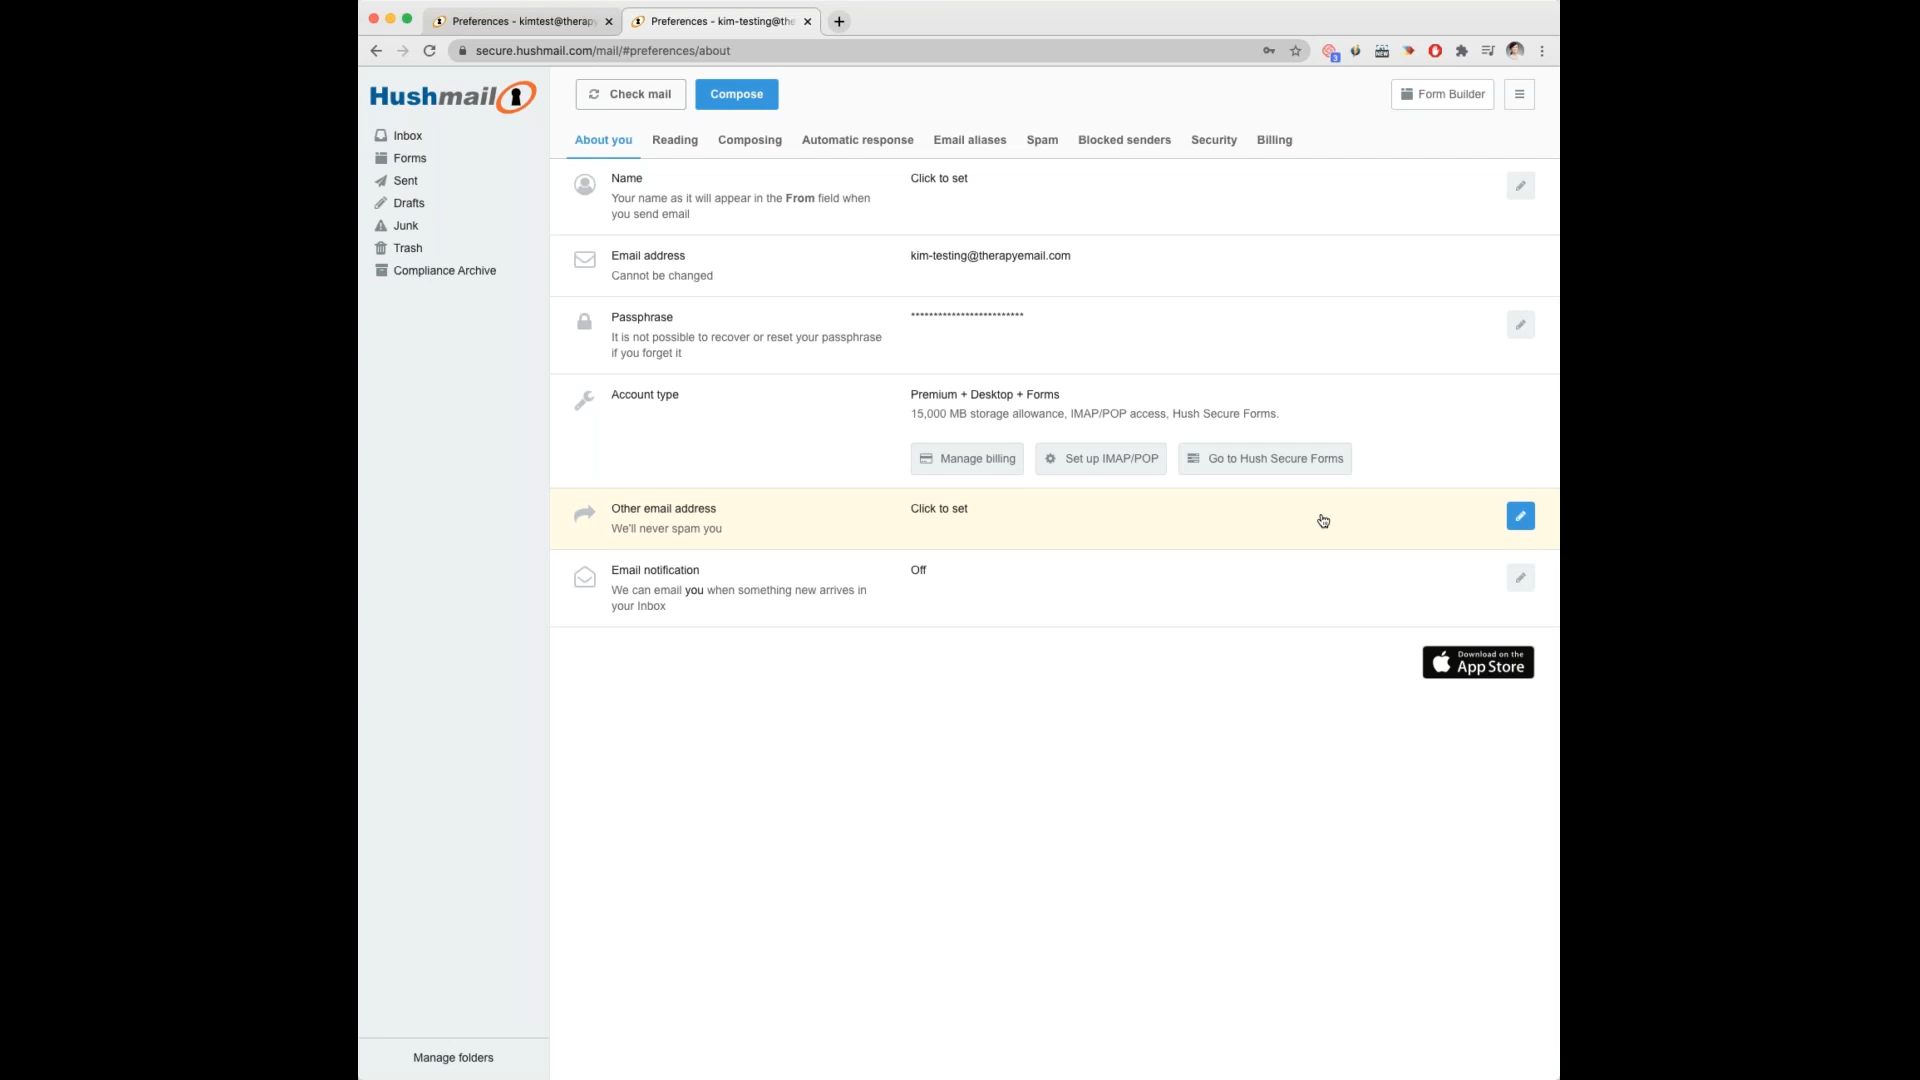 Preferences - kimtest@therapy
Preferences - kim-testing@the
secure.hushmail.com/mail/#preferences/about
3
NEW
Hushmail
Check mail
Compose
Form Builder
Inbox
Forms
Sent
Drafts
Junk
Trash
Compliance Archive
About you Reading Composing Automatic response Email aliases Spam Blocked senders Security Billing
Name
Click to set
Your name as it will appear in the From field when
you send email
Email address
kim-testing@therapyemail.com
Cannot be changed
Passphrase
*************************
It is not possible to recover or reset your passphrase
if you forget it
Account type
Premium + Desktop + Forms
15,000 MB storage allowance, IMAP/POP access, Hush Secure Forms.
Manage billing
Set up IMAP/POP
Go to Hush Secure Forms
Other email address
Click to set
We'll never spam you
Email notification
Off
We can email you when something new arrives in
your Inbox
Download on the
App Store
Manage folders